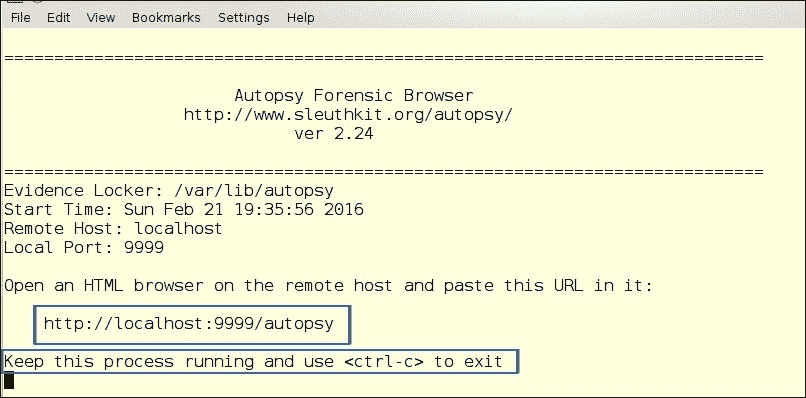 File Edit View Bookmarks Settings Help
============================================================================
Autopsy Forensic Browser
http://www.sleuthkit.org/autopsy/
ver 2.24
============================================================================
Evidence Locker: /var/lib/autopsy
Start Time: Sun Feb 21 19:35:56 2016
Remote Host: localhost
Local Port: 9999
Open an HTML browser on the remote host and paste this URL in it:
http://localhost:9999/autopsy
Keep this process running and use <ctrl-c> to exit